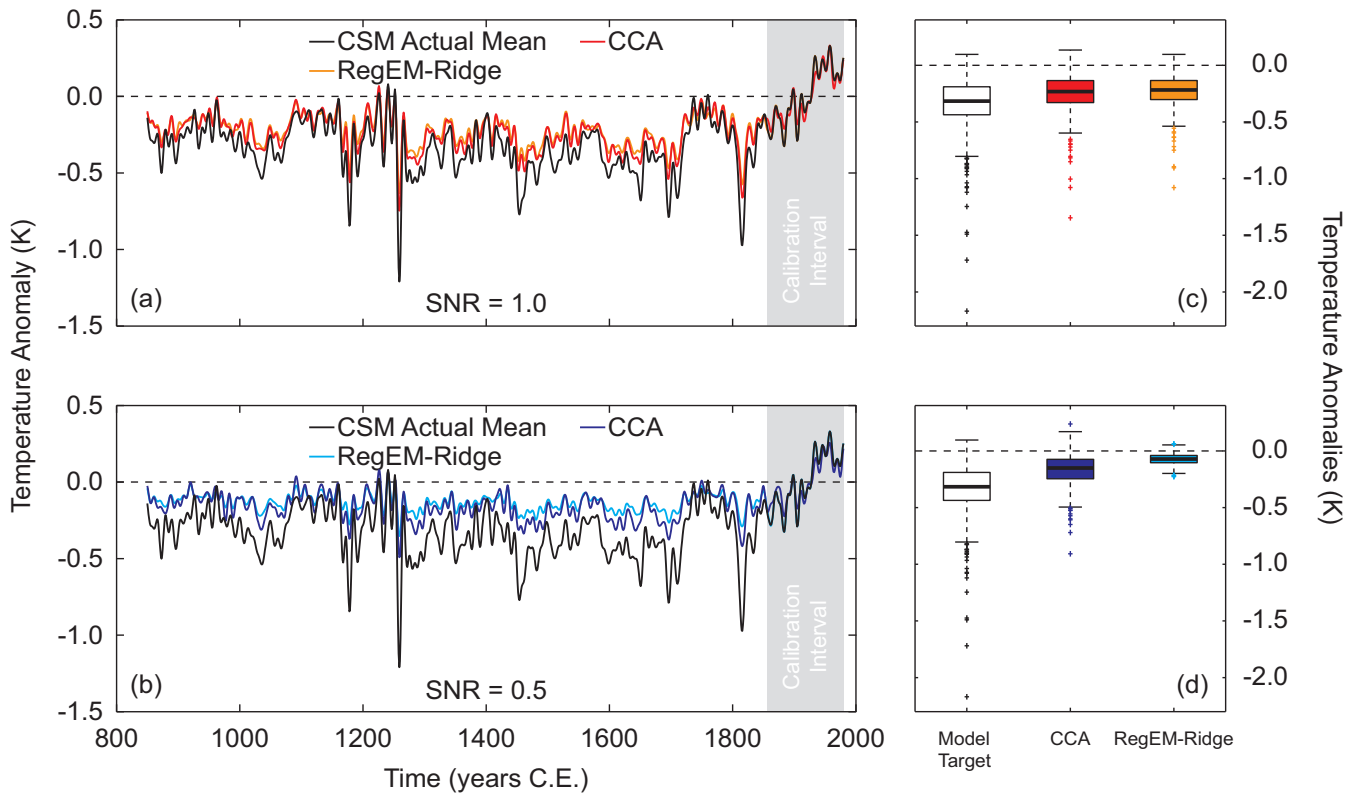 Temperature Anomaly (K)
0.5
0.0
-0.5
-1.0
-1.5
CSM Actual Mean
CCA
RegEM-Ridge
(a)
SNR = 1.0
Calibration
Interval
0.0
-0.5
-1.0
-1.5
-2.0
(c)
0.5
0.0
-0.5
-1.0
-1.5
CSM Actual Mean
CCA
RegEM-Ridge
(b)
SNR = 0.5
Calibration
Interval
800
1000
1200
1400
1600
1800
2000
Time (years C.E.)
0.0
-0.5
-1.0
-1.5
-2.0
(d)
Model
Target
CCA
RegEM-Ridge
Temperature Anomalies (K)